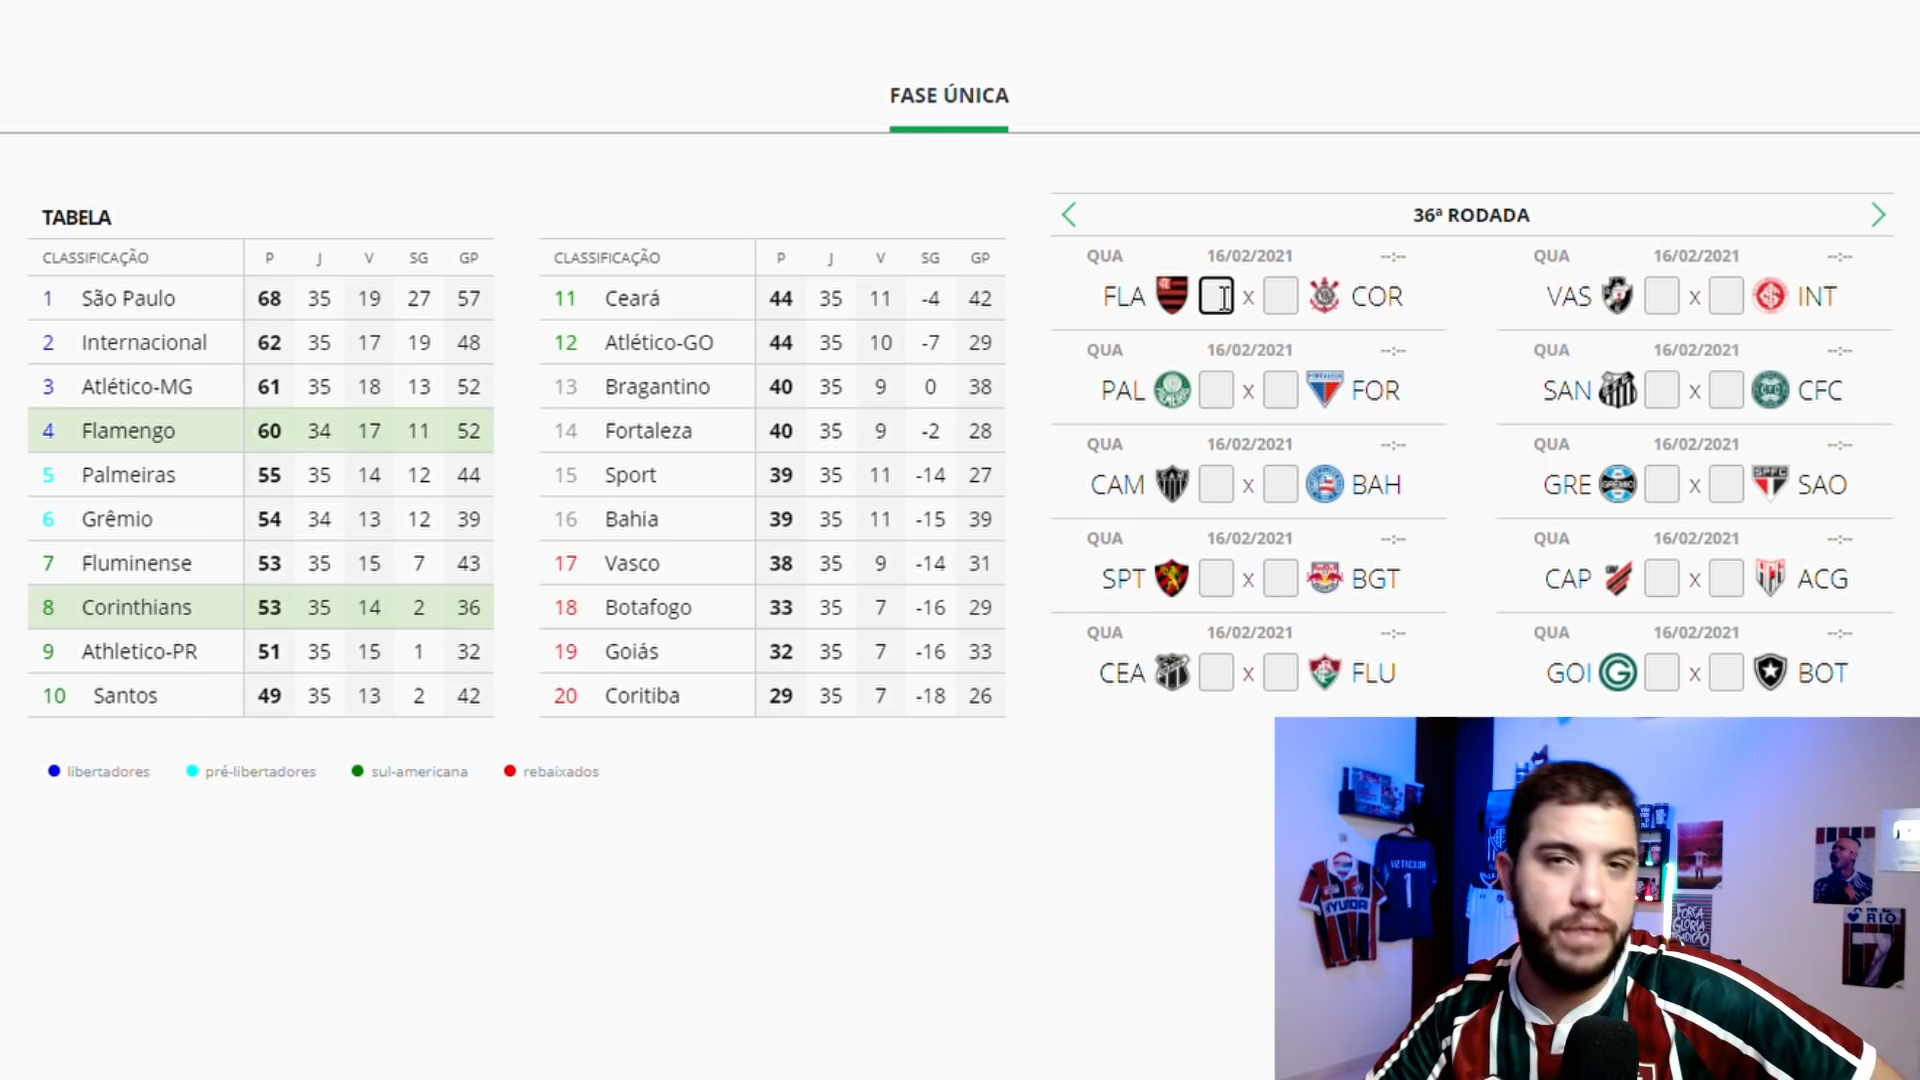 FASE ÚNICA
TABELA
CLASSIFICAÇÃO P J V SG GP
1 São Paulo 68 35 19 27 57
2 Internacional 62 35 17 19 48
3 Atlético-MG 61 35 18 13 52
4 Flamengo 60 34 17 11 52
5 Palmeiras 55 35 14 12 44
6 Grêmio 54 34 13 12 39
7 Fluminense 53 35 15 7 43
8 Corinthians 53 35 14 2 36
9 Athletico-PR 51 35 15 1 32
10 Santos 49 35 13 2 42
CLASSIFICAÇÃO P J V SG GP
11 Ceará 44 35 11 -4 42
12 Atlético-GO 44 35 10 -7 29
13 Bragantino 40 35 9 0 38
14 Fortaleza 40 35 9 -2 28
15 Sport 39 35 11 -14 27
16 Bahia 39 35 11 -15 39
17 Vasco 38 35 9 -14 31
18 Botafogo 33 35 7 -16 29
19 Goiás 32 35 7 -16 33
20 Coritiba 29 35 7 -18 26
libertadores pré-libertadores sul-americana rebaixados
36ª RODADA
QUA 16/02/2021 --:--
FLA x COR
QUA 16/02/2021 --:--
VAS x INT
QUA 16/02/2021 --:--
PAL x FOR
QUA 16/02/2021 --:--
SAN x CFC
QUA 16/02/2021 --:--
CAM x BAH
QUA 16/02/2021 --:--
GRE x SAO
QUA 16/02/2021 --:--
SPT x BGT
QUA 16/02/2021 --:--
CAP x ACG
QUA 16/02/2021 --:--
CEA x FLU
QUA 16/02/2021 --:--
GOI x BOT
HYUNDAI
1
FORÇA
GLÓRIA
TRADIÇÃO
RIO